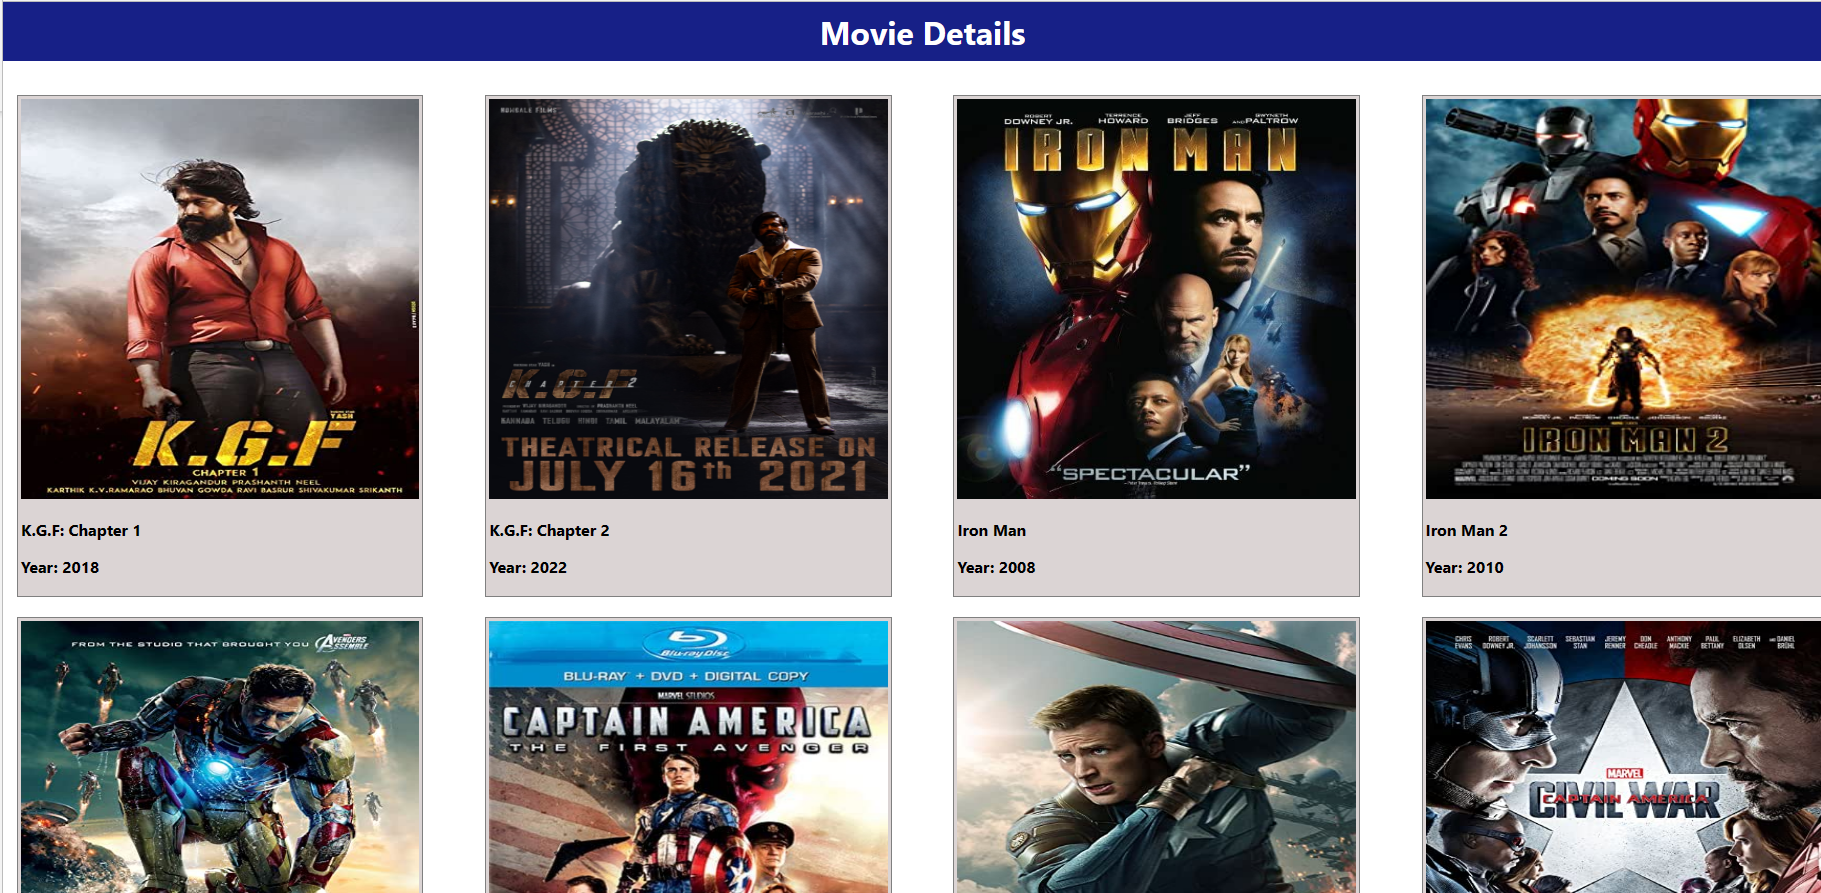 Movie Details
YASH
K.G.F
CHAPTER 1
VIJAY KIRAGANDUR PRASHANTH NEEL
KARTHIK K.V.RAMARAO BHUVAN GOWDA RAVI BASRUR SHIVAKUMAR SRIKANTH
K.G.F: Chapter 1
Year: 2018
HOMBALE FILMS
K.G.F
CHAPTER 2
KANNADA TELUGU HINDI TAMIL MALAYALAM
THEATRICAL RELEASE ON
JULY 16th 2021
K.G.F: Chapter 2
Year: 2022
ROBERT DOWNEY JR. TERRENCE HOWARD JEFF BRIDGES AND GWYNETH PALTROW
IRON MAN
“SPECTACULAR”
Iron Man
Year: 2008
IRON MAN 2
COMING SOON
Iron Man 2
Year: 2010
FROM THE STUDIO THAT BROUGHT YOU MARVEL AVENGERS ASSEMBLE
Blu-ray Disc
BLU-RAY + DVD + DIGITAL COPY
MARVEL STUDIOS
CAPTAIN AMERICA
THE FIRST AVENGER
CHRIS EVANS ROBERT DOWNEY JR. SCARLETT JOHANSSON SEBASTIAN STAN JEREMY RENNER DON CHEADLE ANTHONY MACKIE PAUL BETTANY ELIZABETH OLSEN AND DANIEL BRÜHL
MARVEL
CAPTAIN AMERICA
CIVIL WAR